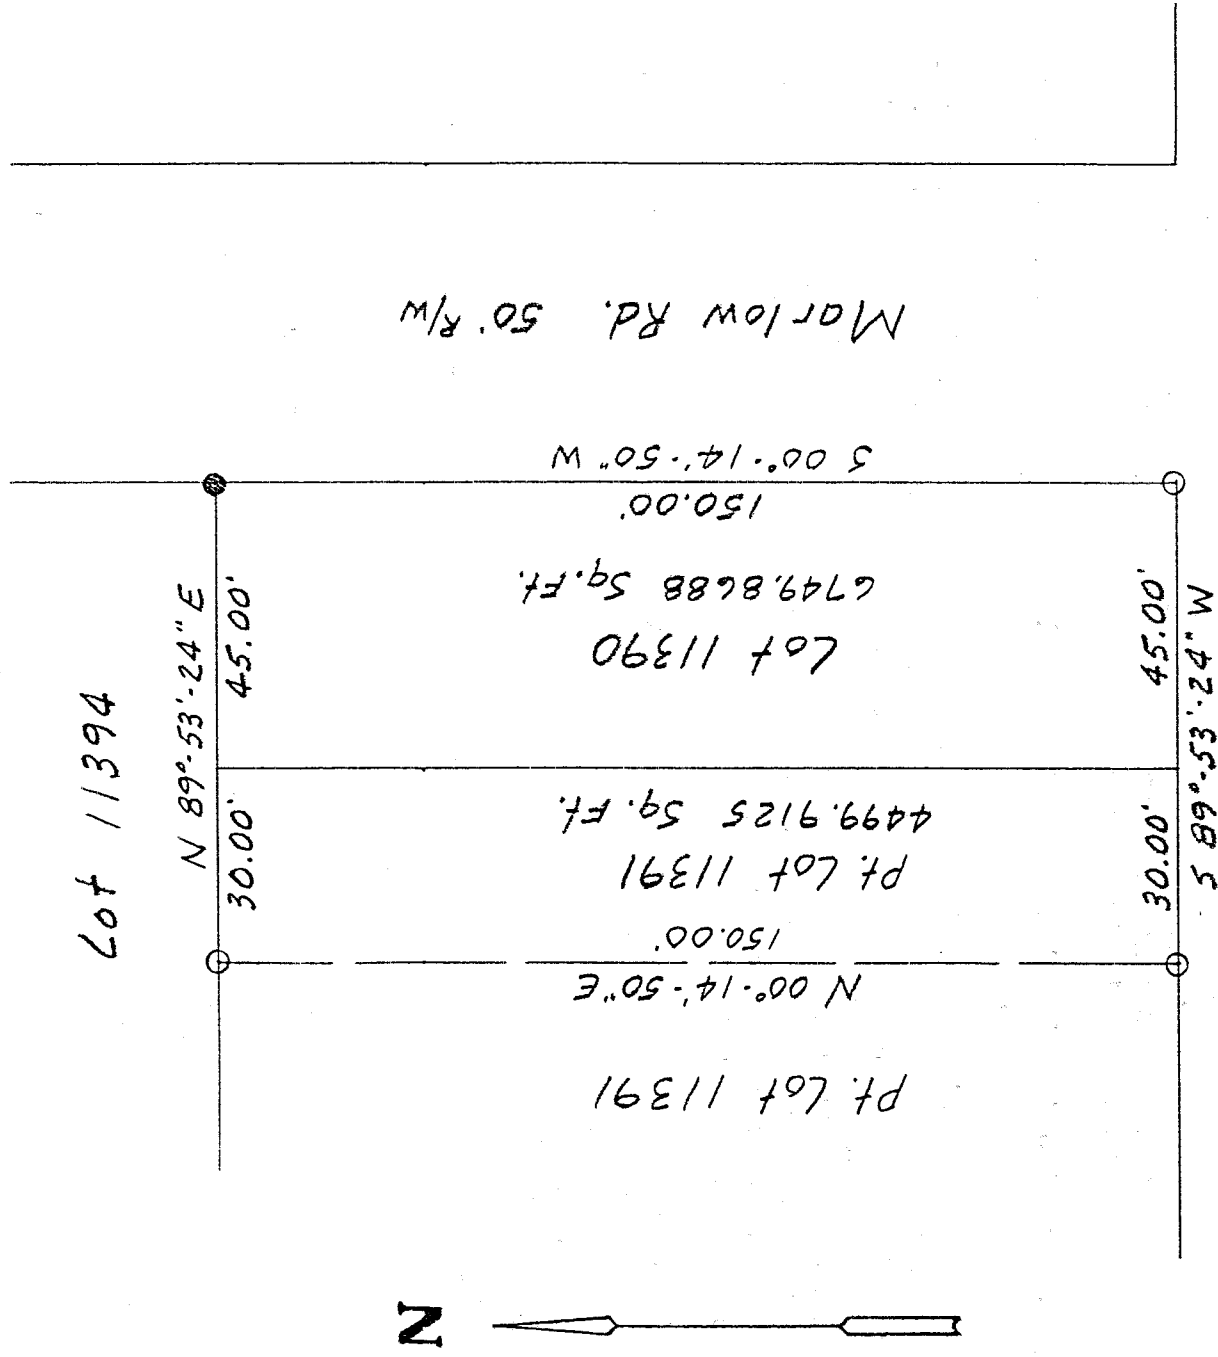 Marlow Rd. 50' R/W
S 00°-14'-50" W
150.00'
6749.8688 Sq.Ft.
Lot 11390
N 89°-53'-24" E
45.00'
45.00'
S 89°-53'-24" W
Lot 11394
30.00'
30.00'
4499.9125 Sq.Ft.
Pt. Lot 11391
150.00'
N 00°-14'-50" E
Pt. Lot 11391
N